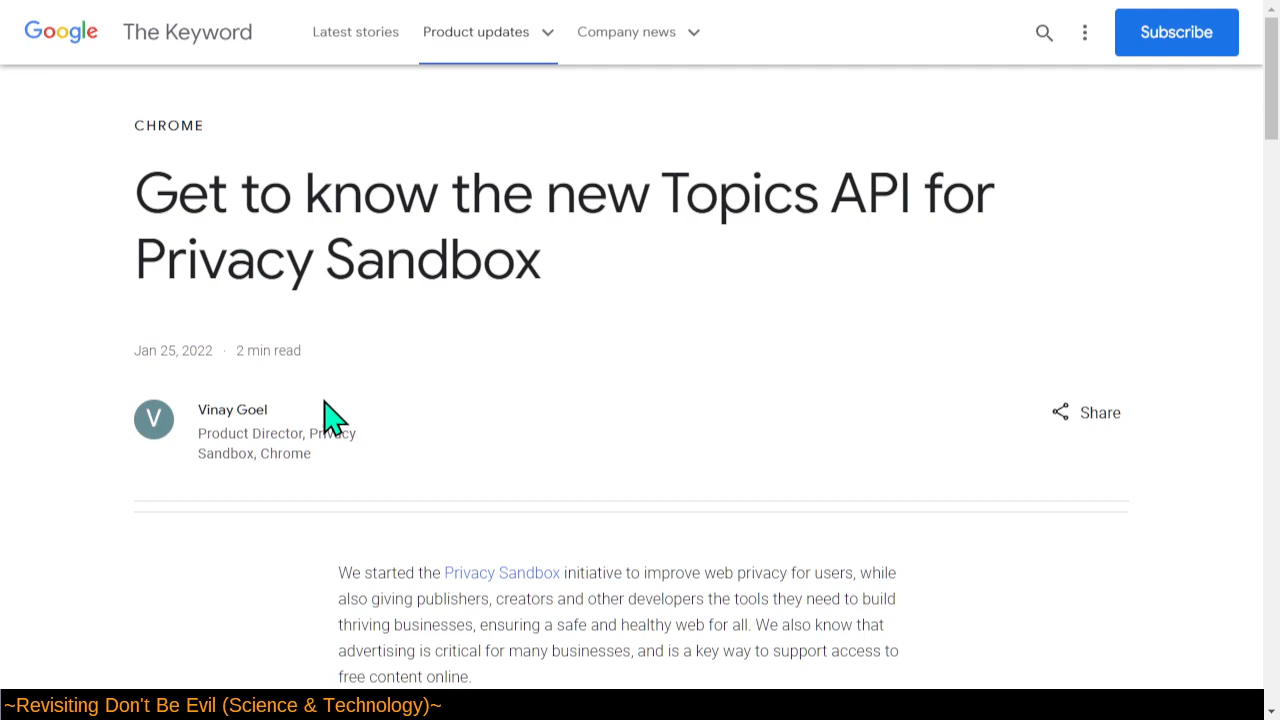 Google The Keyword Latest stories Product updates Company news Subscribe
CHROME
Get to know the new Topics API for
Privacy Sandbox
Jan 25, 2022 · 2 min read
V
Vinay Goel
Product Director, Privacy
Sandbox, Chrome
Share
We started the Privacy Sandbox initiative to improve web privacy for users, while
also giving publishers, creators and other developers the tools they need to build
thriving businesses, ensuring a safe and healthy web for all. We also know that
advertising is critical for many businesses, and is a key way to support access to
free content online.
~Revisiting Don't Be Evil (Science & Technology)~